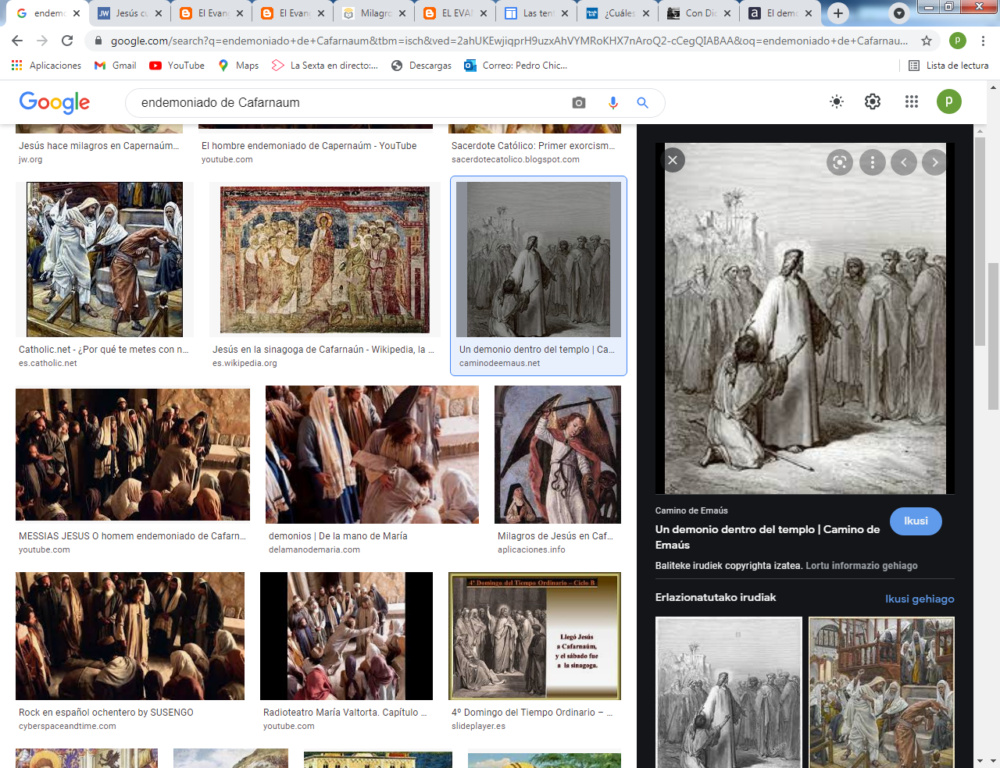 endemo
Jesús cu
El Evan
El Evan
Milagro
EL EVAN
Las tent
¿Cuáles
Con Dio
El demo
google.com/search?q=endemoniado+de+Cafarnaum&tbm=isch&ved=2ahUKEwjiqprH9uzxAhVYMRoKHX7nAroQ2-cCegQIABAA&oq=endemoniado+de+Cafarnau...
Aplicaciones
Gmail
YouTube
Maps
La Sexta en directo:...
Descargas
Correo: Pedro Chic...
Lista de lectura
Google
endemoniado de Cafarnaum
p
Jesús hace milagros en Capernaúm...
jw.org
El hombre endemoniado de Capernaúm - YouTube
youtube.com
Sacerdote Católico: Primer exorcism...
sacerdotecatolico.blogspot.com
Catholic.net - ¿Por qué te metes con n...
es.catholic.net
Jesús en la sinagoga de Cafarnaún - Wikipedia, la ...
es.wikipedia.org
Un demonio dentro del templo | Ca...
caminodeemaus.net
MESSIAS JESUS O homem endemoniado de Cafarn...
youtube.com
demonios | De la mano de María
delamanodemaria.com
Milagros de Jesús en Caf...
aplicaciones.info
4º Domingo del Tiempo Ordinario – Ciclo B
Llegó Jesús
a Cafarnaúm,
y el sábado fue
a la sinagoga.
Rock en español ochentero by SUSENGO
cyberspaceandtime.com
Radioteatro María Valtorta. Capítulo ...
youtube.com
4º Domingo del Tiempo Ordinario – ...
slideplayer.es
Camino de Emaús
Un demonio dentro del templo | Camino de
Emaús
Ikusi
Baliteke irudiek copyrighta izatea. Lortu informazio gehiago
Erlazionatutako irudiak
Ikusi gehiago